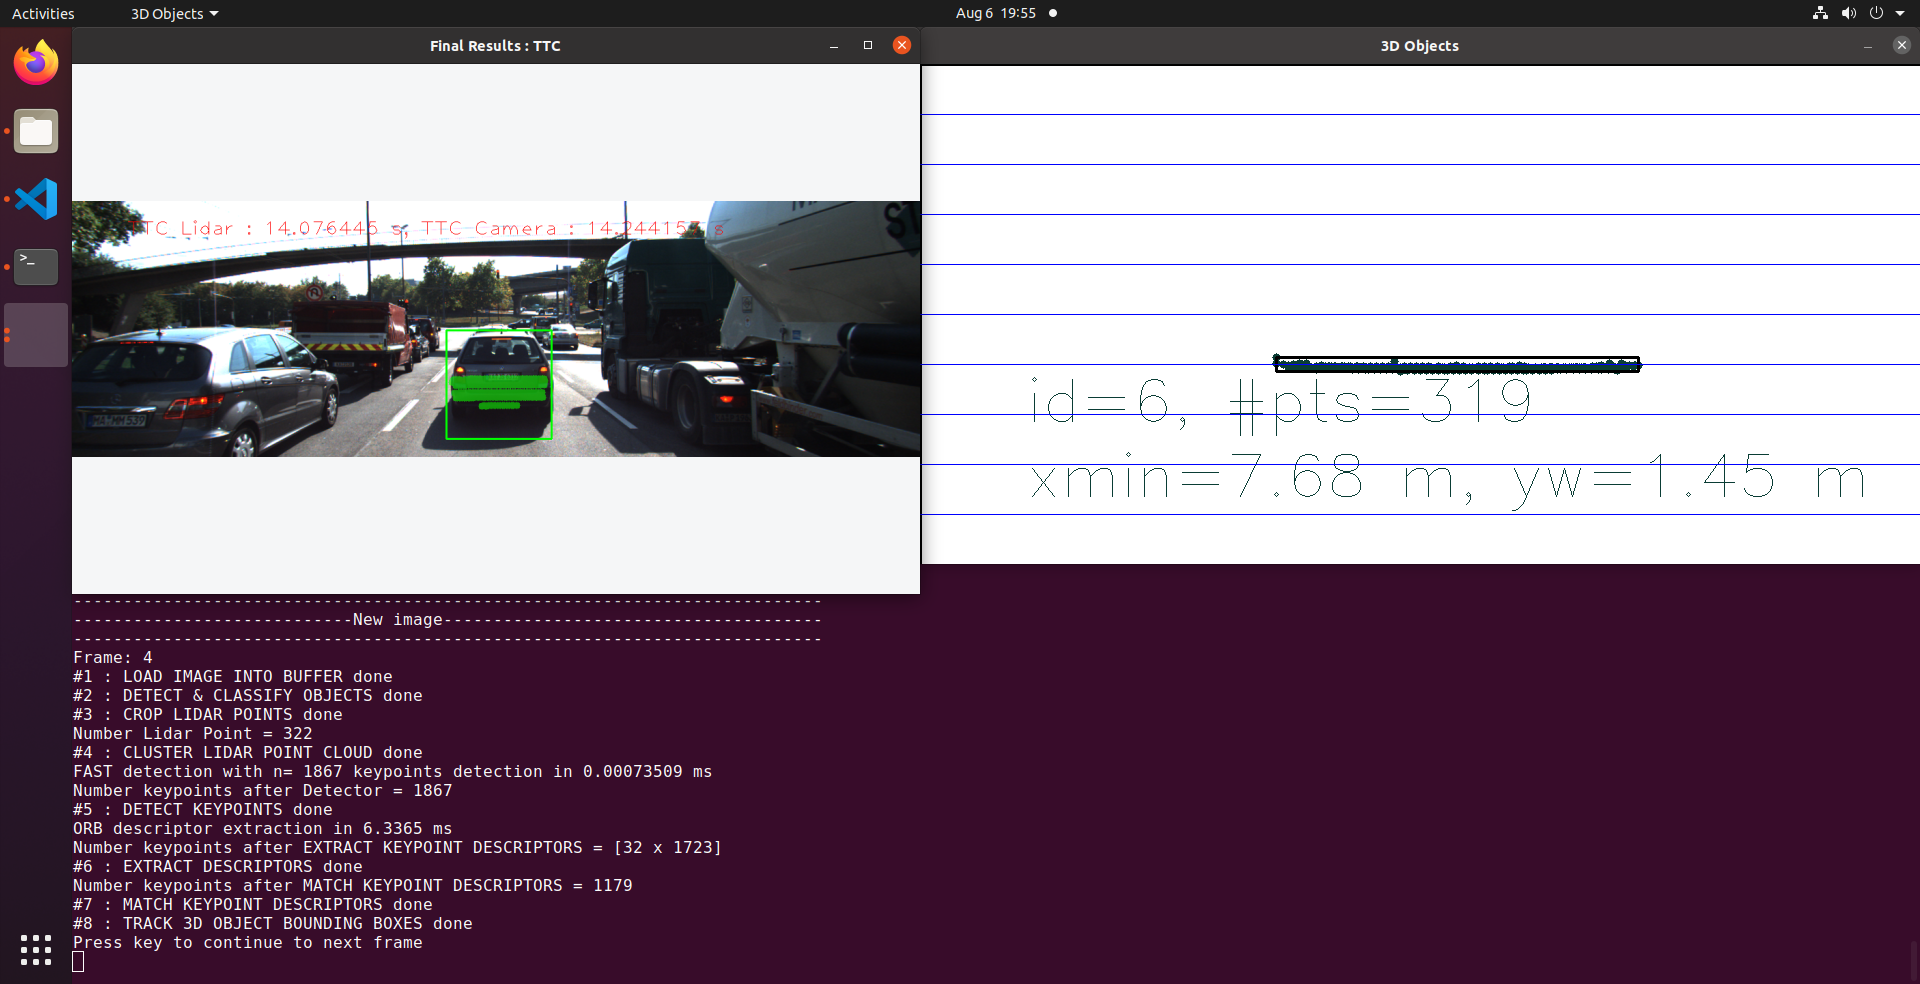 Activities
3D Objects
Aug 6 19:55
Final Results : TTC
3D Objects
TC Lidar : 14.076445 s, TTC Camera : 14.244157 s
id=6, #pts=319
xmin=7.68 m, yw=1.45 m
---------------------------------------------------------------------------
----------------------------New image--------------------------------------
---------------------------------------------------------------------------
Frame: 4
#1 : LOAD IMAGE INTO BUFFER done
#2 : DETECT & CLASSIFY OBJECTS done
#3 : CROP LIDAR POINTS done
Number Lidar Point = 322
#4 : CLUSTER LIDAR POINT CLOUD done
FAST detection with n= 1867 keypoints detection in 0.00073509 ms
Number keypoints after Detector = 1867
#5 : DETECT KEYPOINTS done
ORB descriptor extraction in 6.3365 ms
Number keypoints after EXTRACT KEYPOINT DESCRIPTORS = [32 x 1723]
#6 : EXTRACT DESCRIPTORS done
Number keypoints after MATCH KEYPOINT DESCRIPTORS = 1179
#7 : MATCH KEYPOINT DESCRIPTORS done
#8 : TRACK 3D OBJECT BOUNDING BOXES done
Press key to continue to next frame